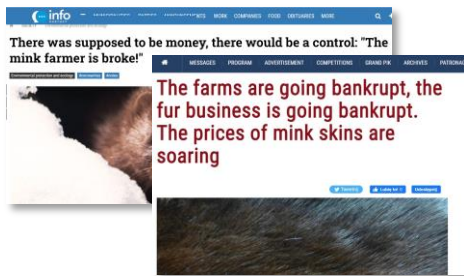 info
WORK COMPANIES FOOD OBITUARIES MORE
There was supposed to be money, there would be a control: "The
mink farmer is broke!"
Environmental protection and ecology
MESSAGES PROGRAM ADVERTISEMENT COMPETITIONS GRAND PIK ARCHIVES PATRONAG
The farms are going bankrupt, the
fur business is going bankrupt.
The prices of mink skins are
soaring